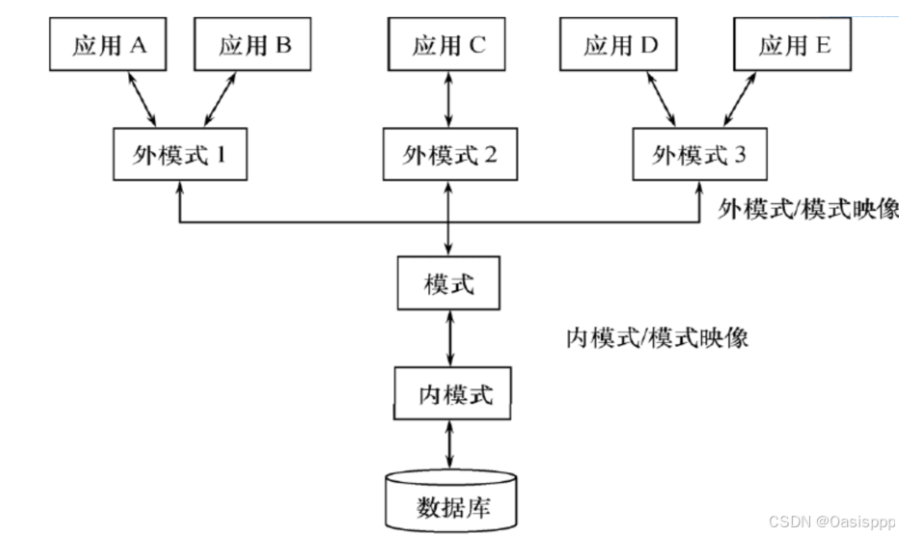 应用 A
应用 B
应用 C
应用 D
应用 E
外模式 1
外模式 2
外模式 3
外模式/模式映像
模式
内模式/模式映像
内模式
数据库
CSDN @Oasisppp